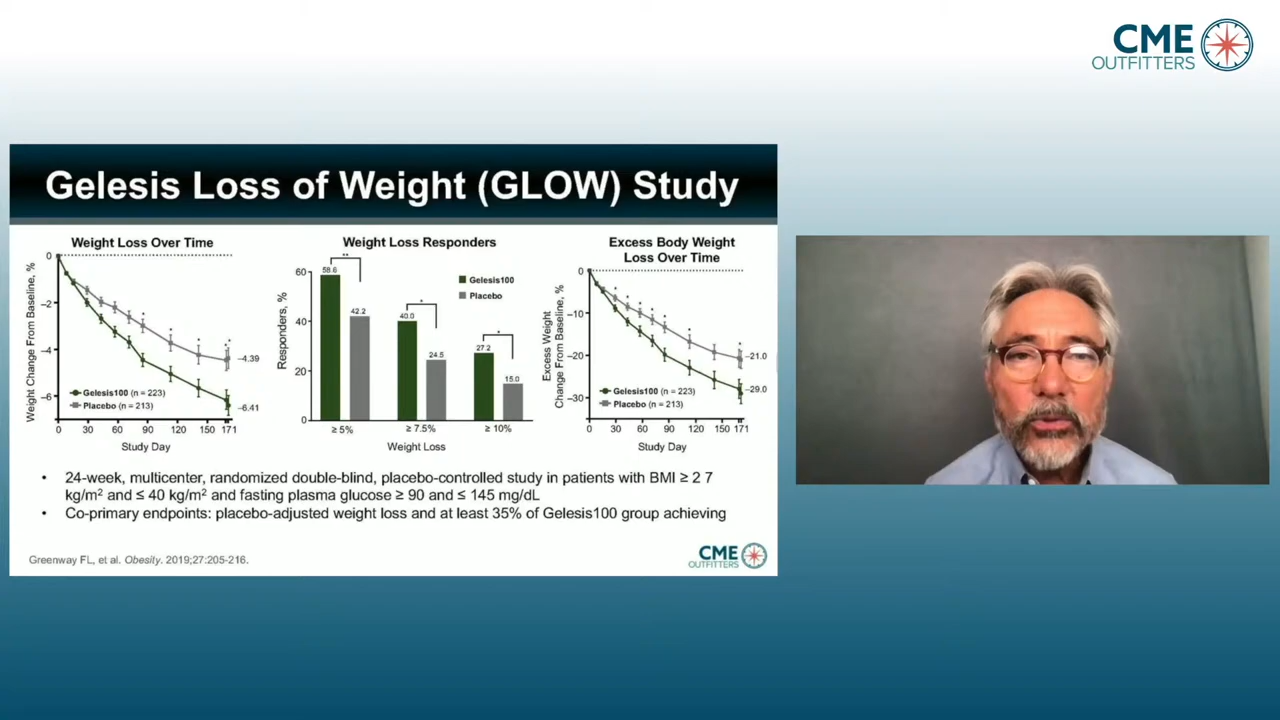 CME
OUTFITTERS
Gelesis Loss of Weight (GLOW) Study
Weight Loss Over Time
Weight Change From Baseline, %
0
–2
–4
–6
–4.39
–6.41
Gelesis100 (n = 223)
Placebo (n = 213)
0 30 60 90 120 150 171
Study Day
Weight Loss Responders
Responders, %
60
40
20
0
58.6
**
42.2
40.0
*
24.5
27.2
*
15.0
Gelesis100
Placebo
≥ 5% ≥ 7.5% ≥ 10%
Weight Loss
Excess Body Weight
Loss Over Time
Excess Weight
Change From Baseline, %
0
–10
–20
–30
–21.0
–29.0
Gelesis100 (n = 223)
Placebo (n = 213)
0 30 60 90 120 150 171
Study Day
• 24-week, multicenter, randomized double-blind, placebo-controlled study in patients with BMI ≥ 2 7
kg/m² and ≤ 40 kg/m² and fasting plasma glucose ≥ 90 and ≤ 145 mg/dL
• Co-primary endpoints: placebo-adjusted weight loss and at least 35% of Gelesis100 group achieving
Greenway FL, et al. Obesity. 2019;27:205-216.
CME
OUTFITTERS